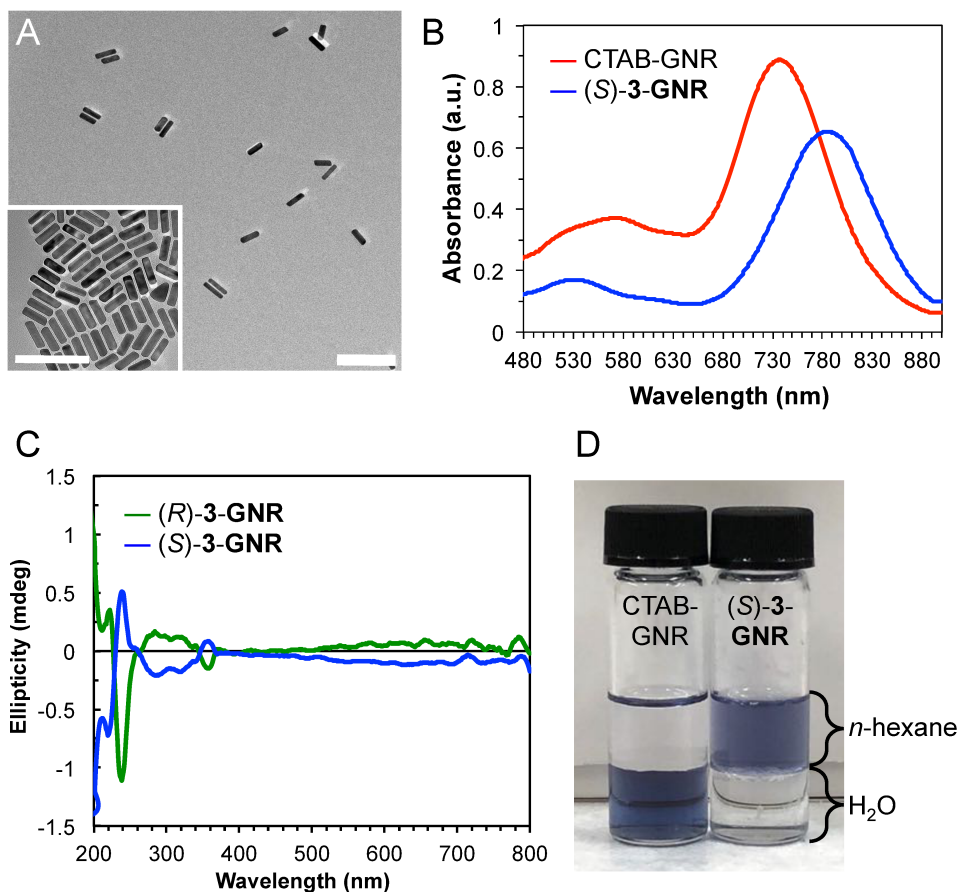 A
B
1
0.8
0.6
0.4
0.2
0
Absorbance (a.u.)
CTAB-GNR
(S)-3-GNR
480 530 580 630 680 730 780 830 880
Wavelength (nm)
C
1.5
1
0.5
0
-0.5
-1
-1.5
Ellipticity (mdeg)
(R)-3-GNR
(S)-3-GNR
200 300 400 500 600 700 800
Wavelength (nm)
D
CTAB-
GNR
(S)-3-
GNR
n-hexane
H₂O